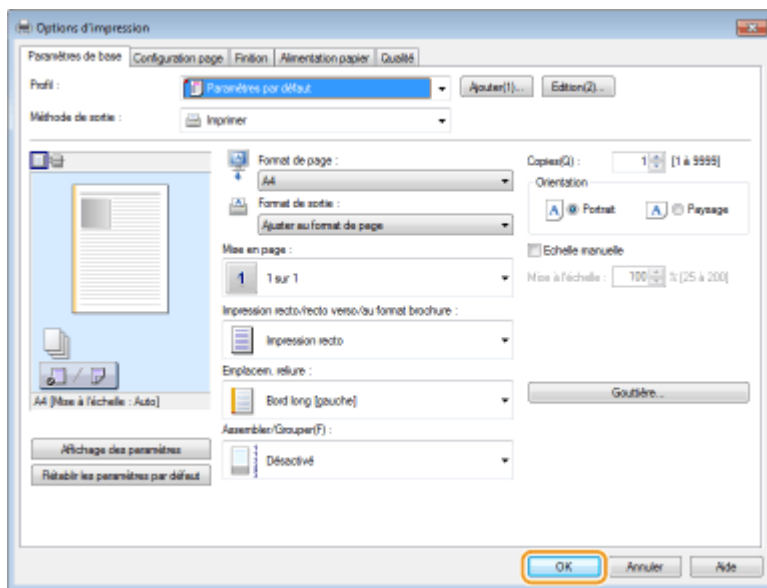 Options d'impression
Paramètres de base Configuration page Finition Alimentation papier Qualité
Profil :
Paramètres par défaut
Ajouter(1)... Edition(2)...
Méthode de sortie :
Imprimer
Format de page :
A4
Format de sortie :
Ajuster au format de page
Mise en page :
1 1 sur 1
Impression recto/recto verso/au format brochure :
Impression recto
Emplacem. reliure :
Bord long [gauche]
Assembler/Grouper(F) :
Désactivé
Copies(Q) : 1 [1 à 9999]
Orientation
A Portrait A Paysage
Echelle manuelle
Mise à l'échelle : 100 % [25 à 200]
Gouttière...
A4 [Mise à l'échelle : Auto]
Affichage des paramètres
Rétablir les paramètres par défaut
OK Annuler Aide